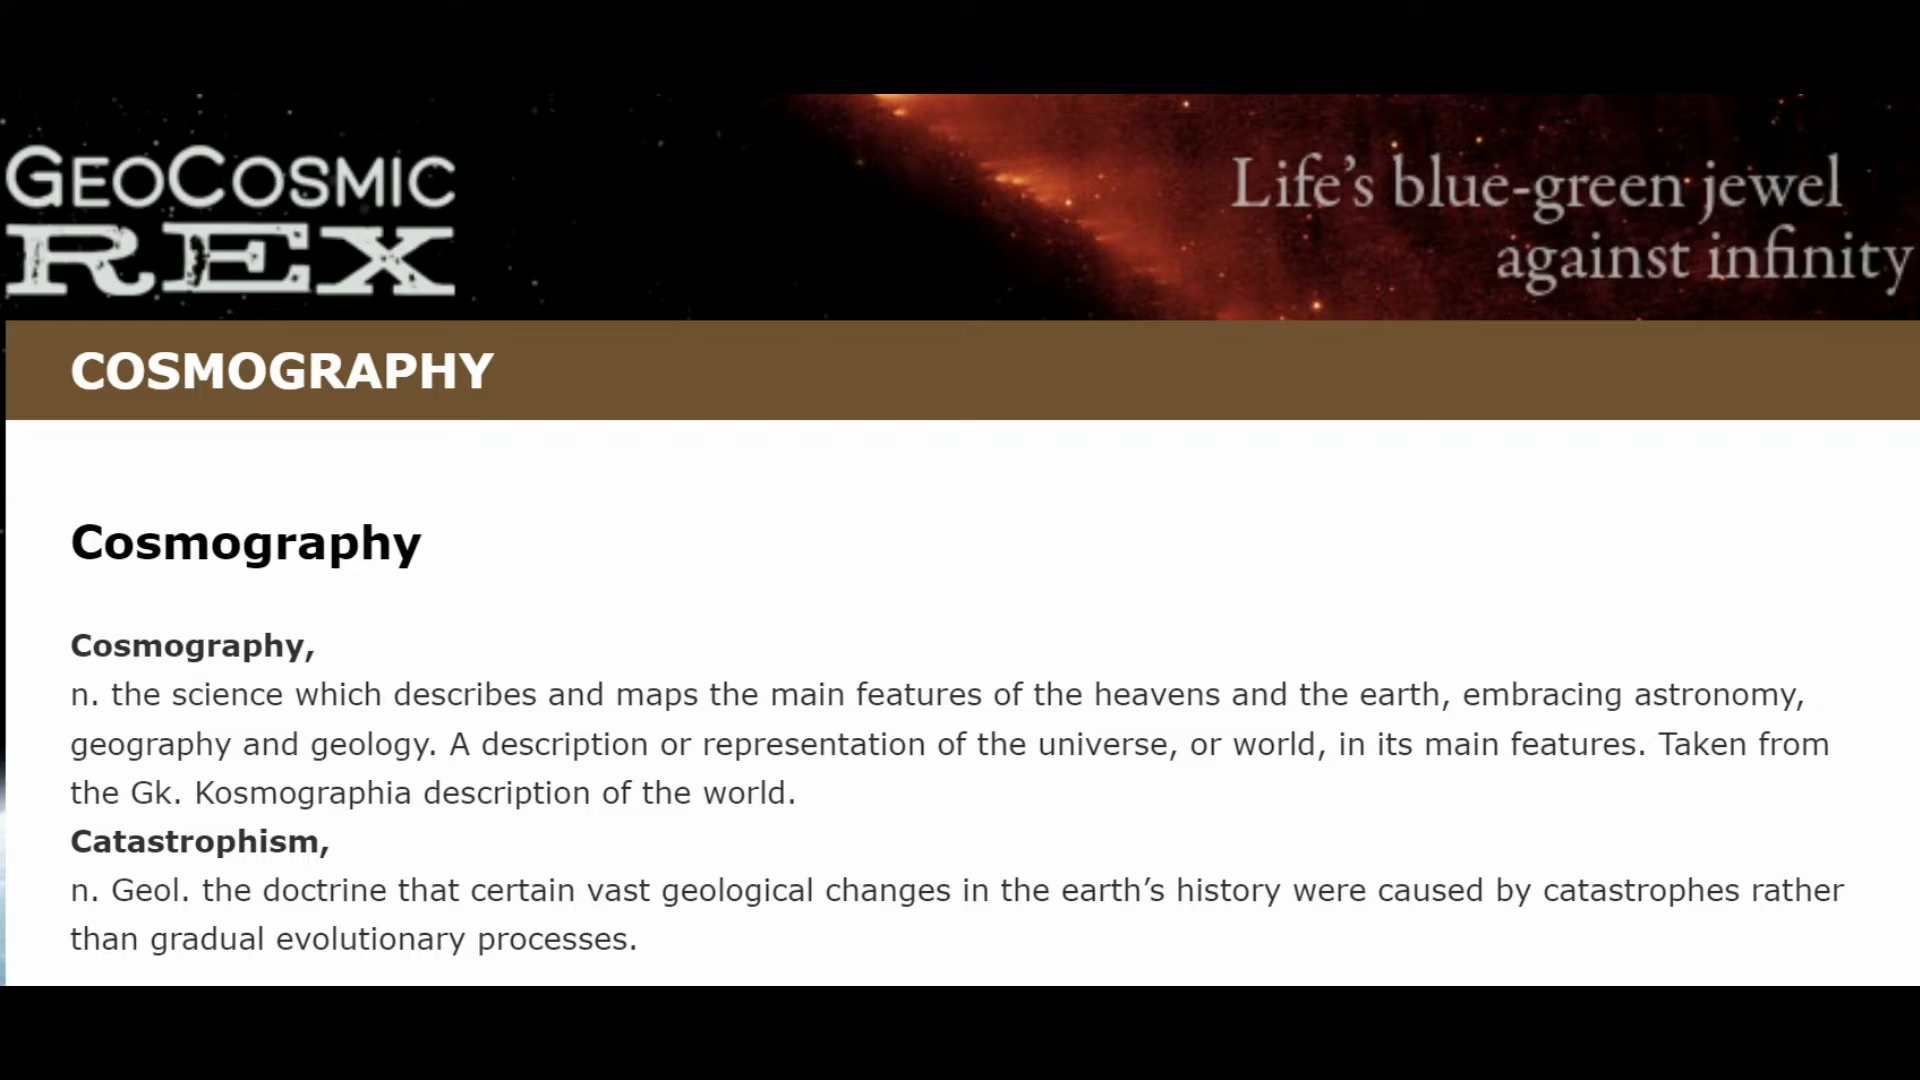 GEOCOSMIC
REX
Life’s blue-green jewel
against infinity
COSMOGRAPHY
Cosmography
Cosmography,
n. the science which describes and maps the main features of the heavens and the earth, embracing astronomy,
geography and geology. A description or representation of the universe, or world, in its main features. Taken from
the Gk. Kosmographia description of the world.
Catastrophism,
n. Geol. the doctrine that certain vast geological changes in the earth’s history were caused by catastrophes rather
than gradual evolutionary processes.